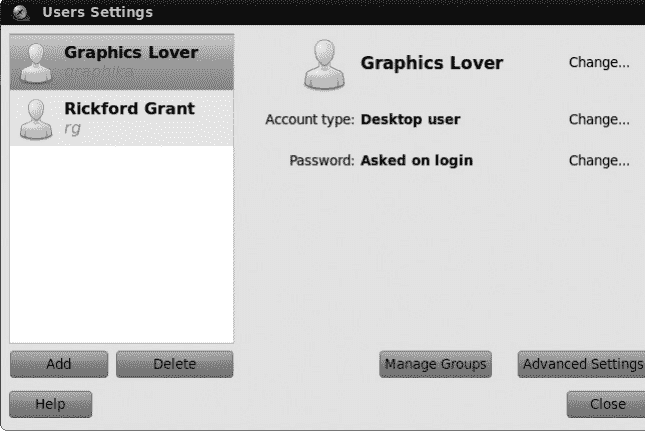 Users Settings
Graphics Lover
graphika
Rickford Grant
rg
Graphics Lover
Change...
Account type: Desktop user
Change...
Password: Asked on login
Change...
Add
Delete
Manage Groups
Advanced Settings
Help
Close